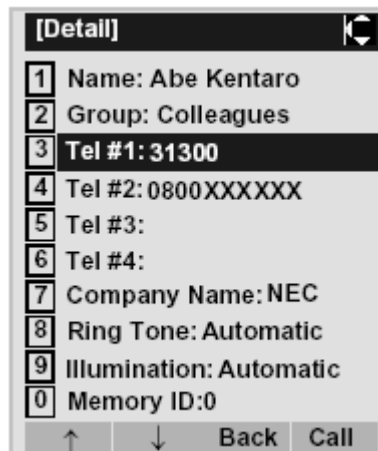 [Detail]
1 Name: Abe Kentaro
2 Group: Colleagues
3 Tel #1: 31300
4 Tel #2: 0800XXXXXX
5 Tel #3:
6 Tel #4:
7 Company Name: NEC
8 Ring Tone: Automatic
9 Illumination: Automatic
0 Memory ID:0
↑ ↓ Back Call